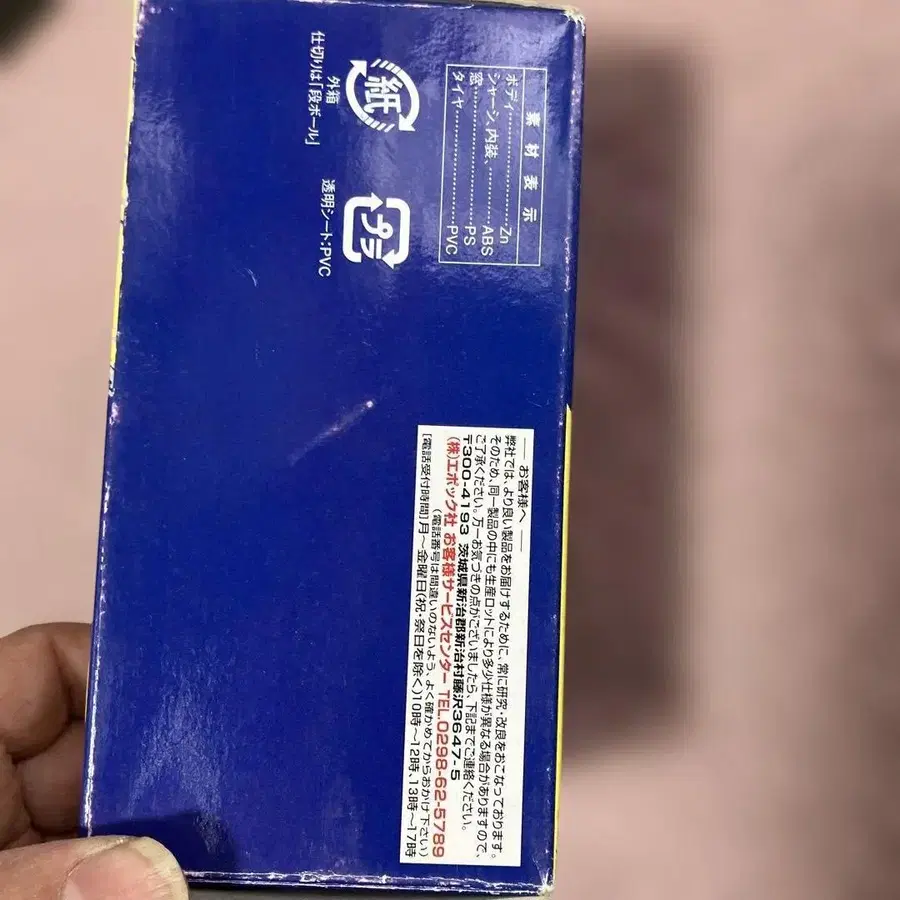 素材表示
ボディ……………………Zn
シャーシ、内装、………ABS
窓…………………………PS
タイヤ……………………PVC
紙
外箱
仕切りは「段ボール」
プラ
透明シート:PVC
── お客様へ ──
弊社では、より良い製品をお届けするために、常に研究・改良をおこなっております。
そのため、同一製品の中にも生産ロットにより多少仕様が異なる場合がありますので、
ご了承ください。万一お気づきの点がございましたら、下記までご連絡ください。
〒300-4193 茨城県新治郡新治村藤沢3647-5
(株)エポック社 お客様サービスセンター TEL.0298-62-5789
(電話番号は間違いのないよう、よく確かめてからおかけ下さい)
[電話受付時間]月~金曜日(祝・祭日を除く)10時~12時、13時~17時